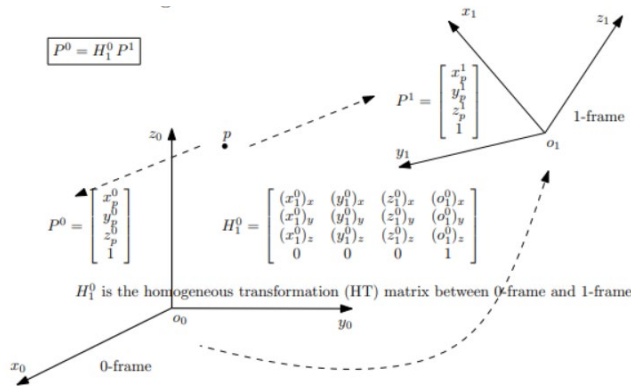 P^0 = H_1^0 P^1
x_1
z_1
P^1 = [ x_p^1
y_p^1
z_p^1
1 ]
1-frame
o_1
y_1
z_0
p
P^0 = [ x_p^0
y_p^0
z_p^0
1 ]
H_1^0 = [ (x_1^0)_x (y_1^0)_x (z_1^0)_x (o_1^0)_x
(x_1^0)_y (y_1^0)_y (z_1^0)_y (o_1^0)_y
(x_1^0)_z (y_1^0)_z (z_1^0)_z (o_1^0)_z
0 0 0 1 ]
H_1^0 is the homogeneous transformation (HT) matrix between 0-frame and 1-frame
o_0
y_0
x_0
0-frame